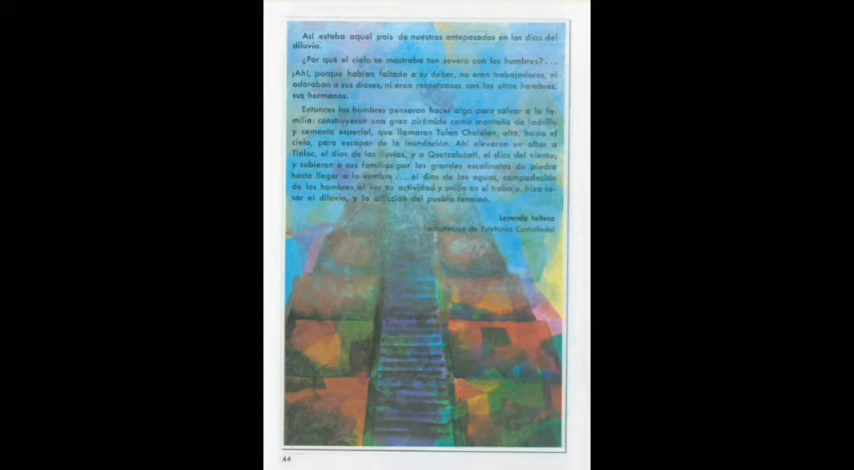 Así estaba aquel país de nuestros antepasados en los días del
diluvio.
¿Por qué el cielo se mostraba tan severo con los hombres?...
¡Ah!, porque habían faltado a su deber, no eran trabajadores, ni
adoraban a sus dioses, ni eran respetuosos con los otros hombres,
sus hermanos.
Entonces los hombres pensaron hacer algo para salvar a la fa-
milia: construyeron una gran pirámide como montaña de ladrillo
y cemento especial, que llamaron Tolan Chololan, alta, hasta el
cielo, para escapar de la inundación. Ahí elevaron un altar a
Tláloc, el dios de las lluvias, y a Quetzalcóatl, el dios del viento,
y subieron a sus familias por las grandes escalinatas de piedra
hasta llegar a la cumbre.... el dios de las aguas, compadecido
de los hombres al ver su actividad y unión en el trabajo, hizo ce-
sar el diluvio, y la aflicción del pueblo terminó.
Leyenda tolteca
(adaptación de Estefanía Castañeda)
44